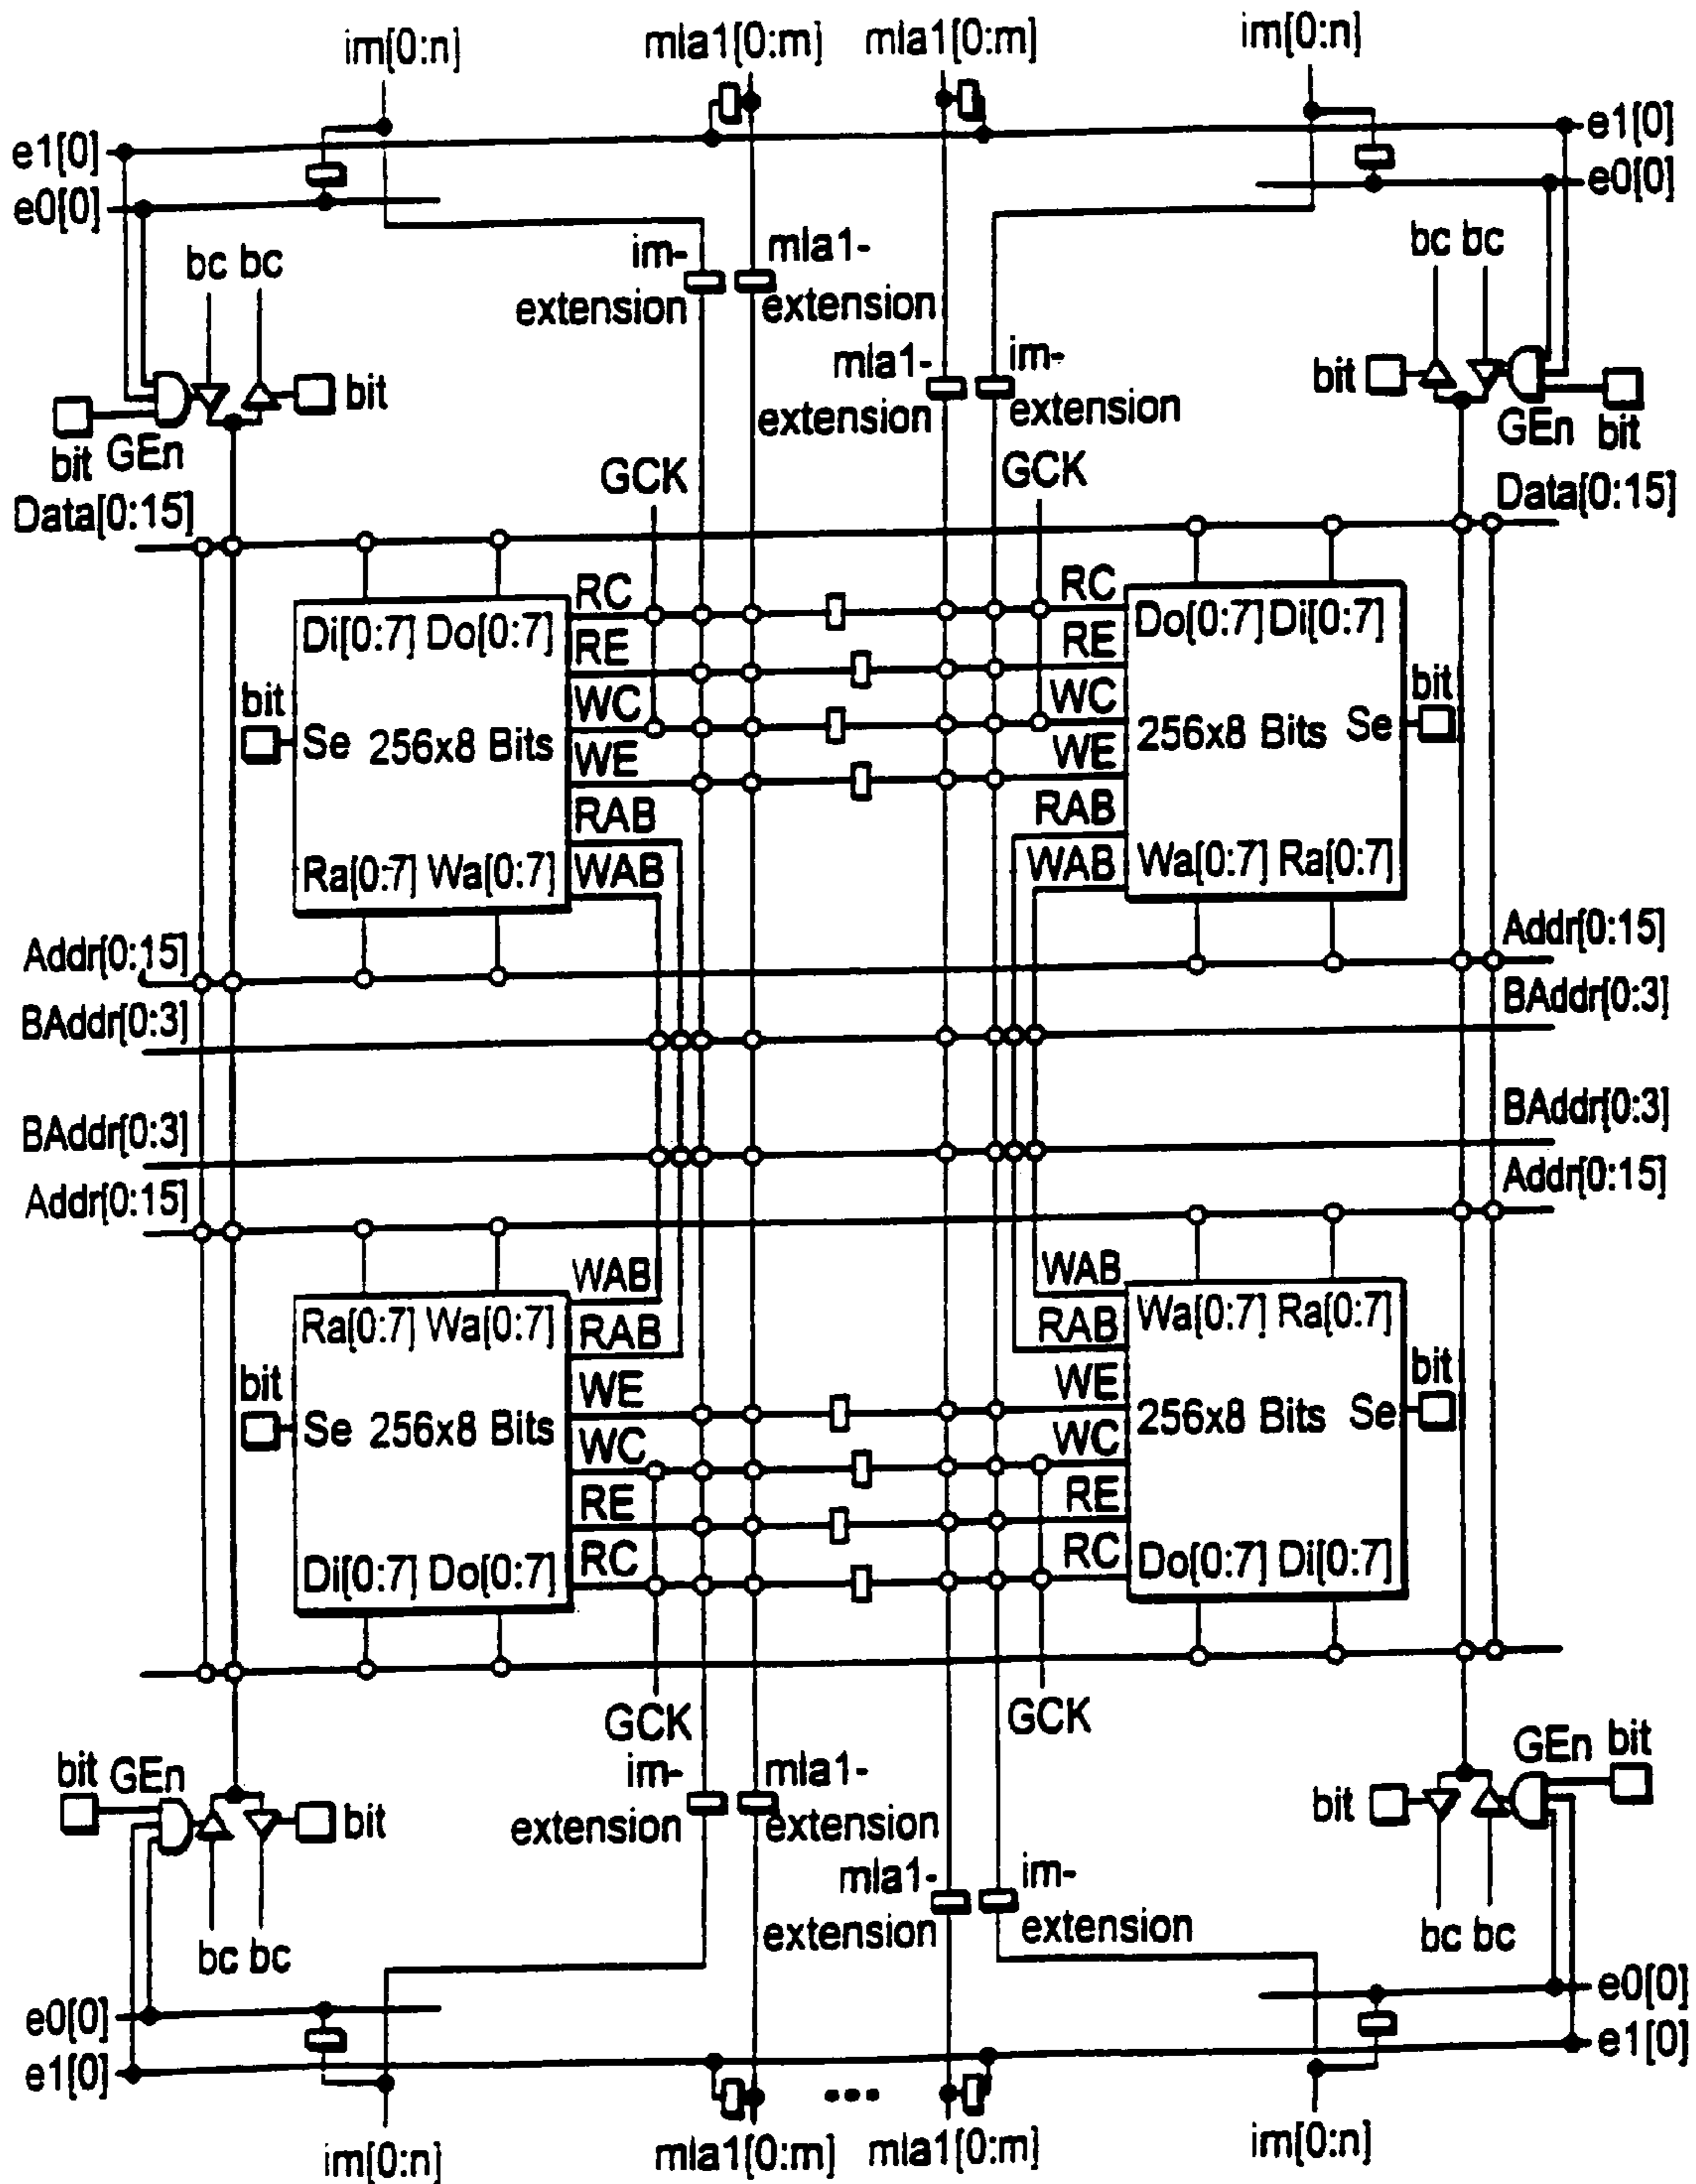 im[0:n] mla1[0:m] mla1[0:m] im[0:n]
e1[0] e1[0]
e0[0] e0[0]
bc bc im- mla1- bc bc
extension extension
mla1- im-
bit bit
extension extension
bit GEn GEn bit
GCK GCK
Data[0:15] Data[0:15]
RC RC
Di[0:7] Do[0:7] Do[0:7] Di[0:7]
RE RE
bit WC WC bit
Se 256x8 Bits 256x8 Bits Se
WE WE
RAB RAB
Ra[0:7] Wa[0:7] WAB WAB Wa[0:7] Ra[0:7]
Addr[0:15] Addr[0:15]
BAddr[0:3] BAddr[0:3]
BAddr[0:3] BAddr[0:3]
Addr[0:15] Addr[0:15]
WAB WAB
Ra[0:7] Wa[0:7] RAB RAB Wa[0:7] Ra[0:7]
bit WE WE bit
Se 256x8 Bits 256x8 Bits Se
WC WC
RE RE
Di[0:7] Do[0:7] RC RC Do[0:7] Di[0:7]
GCK GCK
bit GEn im- mla1- GEn bit
bit extension extension bit
mla1- im-
extension extension
bc bc bc bc
e0[0] e0[0]
e1[0] e1[0]
•••
im[0:n] mla1[0:m] mla1[0:m] im[0:n]